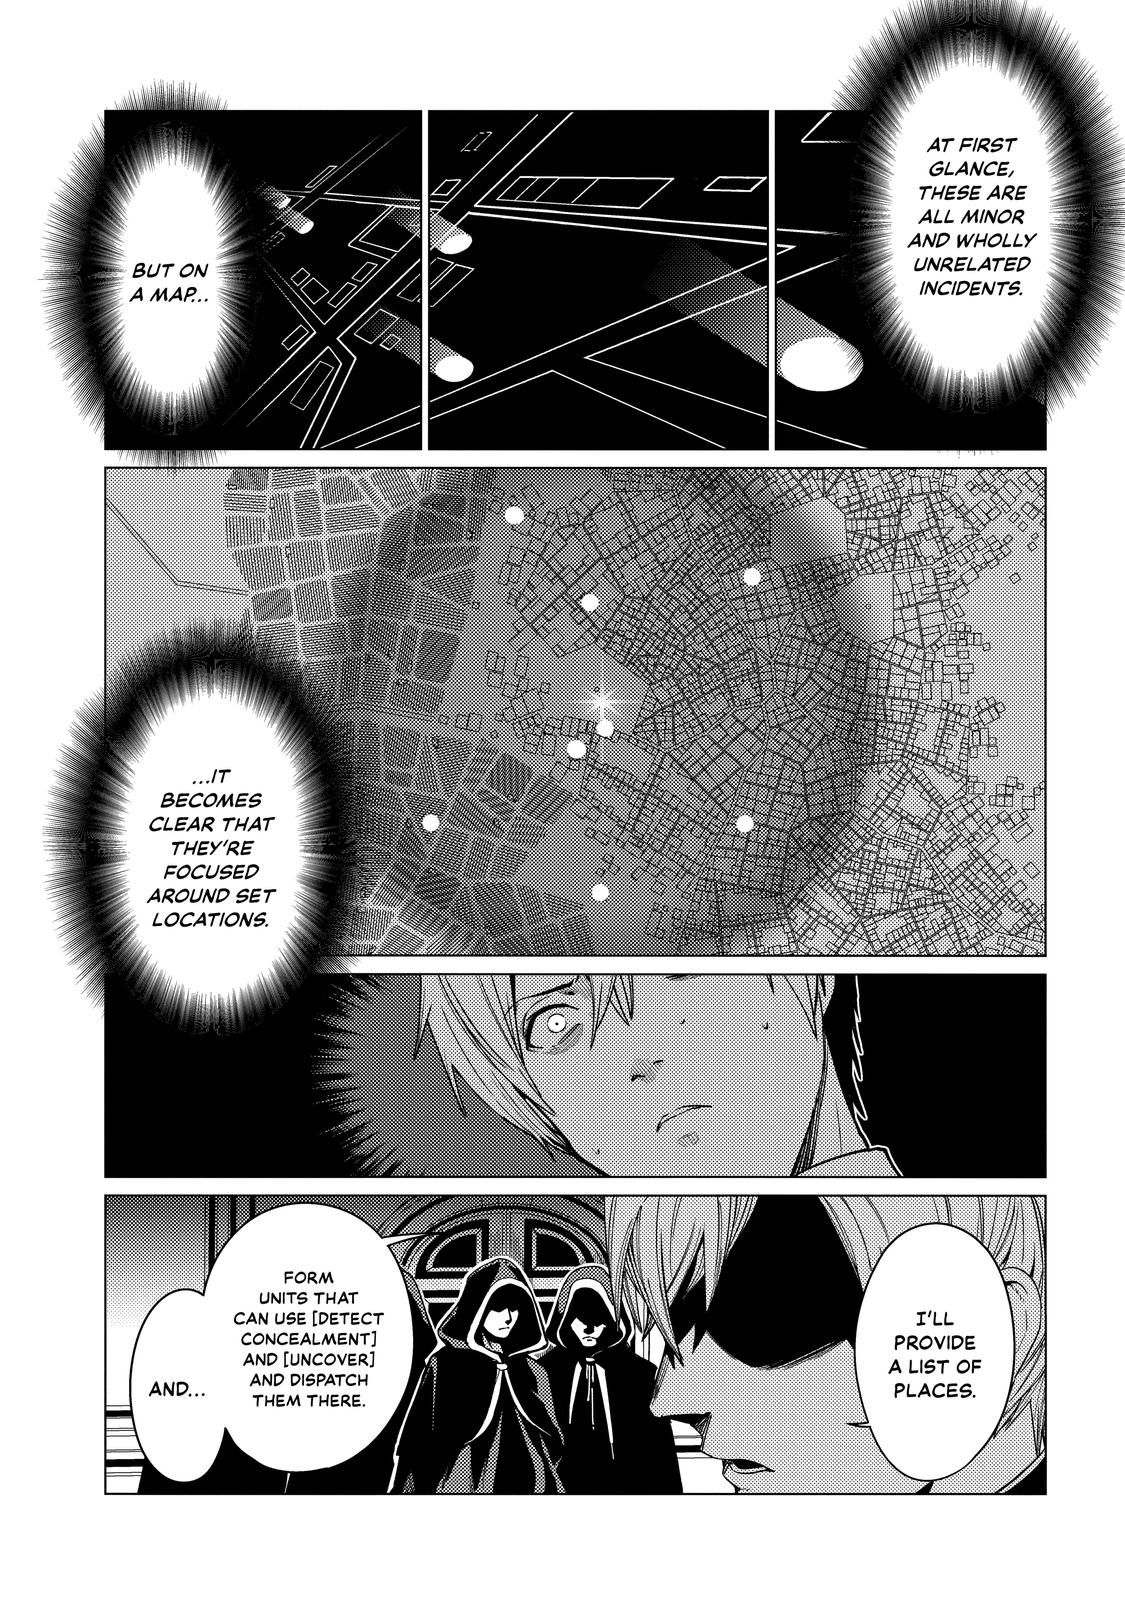 AT FIRST
GLANCE,
THESE ARE
ALL MINOR
AND WHOLLY
UNRELATED
INCIDENTS.
BUT ON
A MAP...
...IT
BECOMES
CLEAR THAT
THEY'RE
FOCUSED
AROUND SET
LOCATIONS.
I'LL
PROVIDE
A LIST OF
PLACES.
FORM
UNITS THAT
CAN USE [DETECT
CONCEALMENT]
AND [UNCOVER]
AND DISPATCH
THEM THERE.
AND...